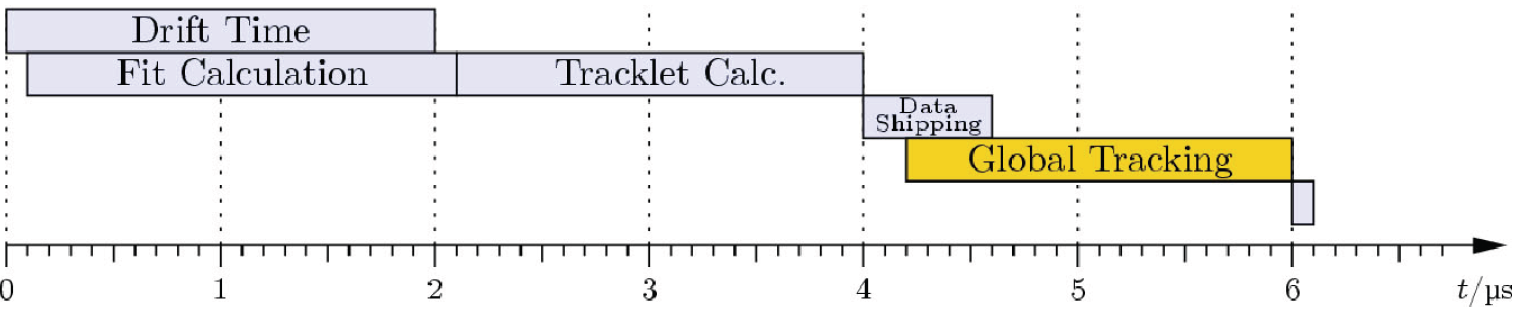 Drift Time
Fit Calculation Tracklet Calc.
Data
Shipping
Global Tracking
0 1 2 3 4 5 6 t/μs